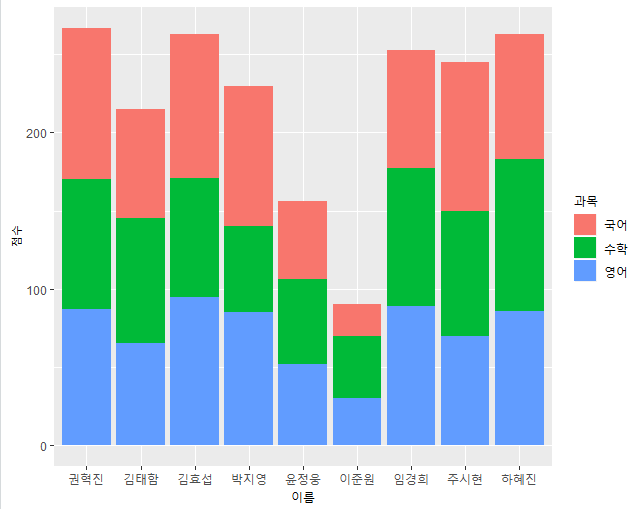 200
100
0
점수
권혁진 김태함 김효섭 박지영 윤정웅 이준원 임경희 주시현 하혜진
이름
과목
국어
수학
영어